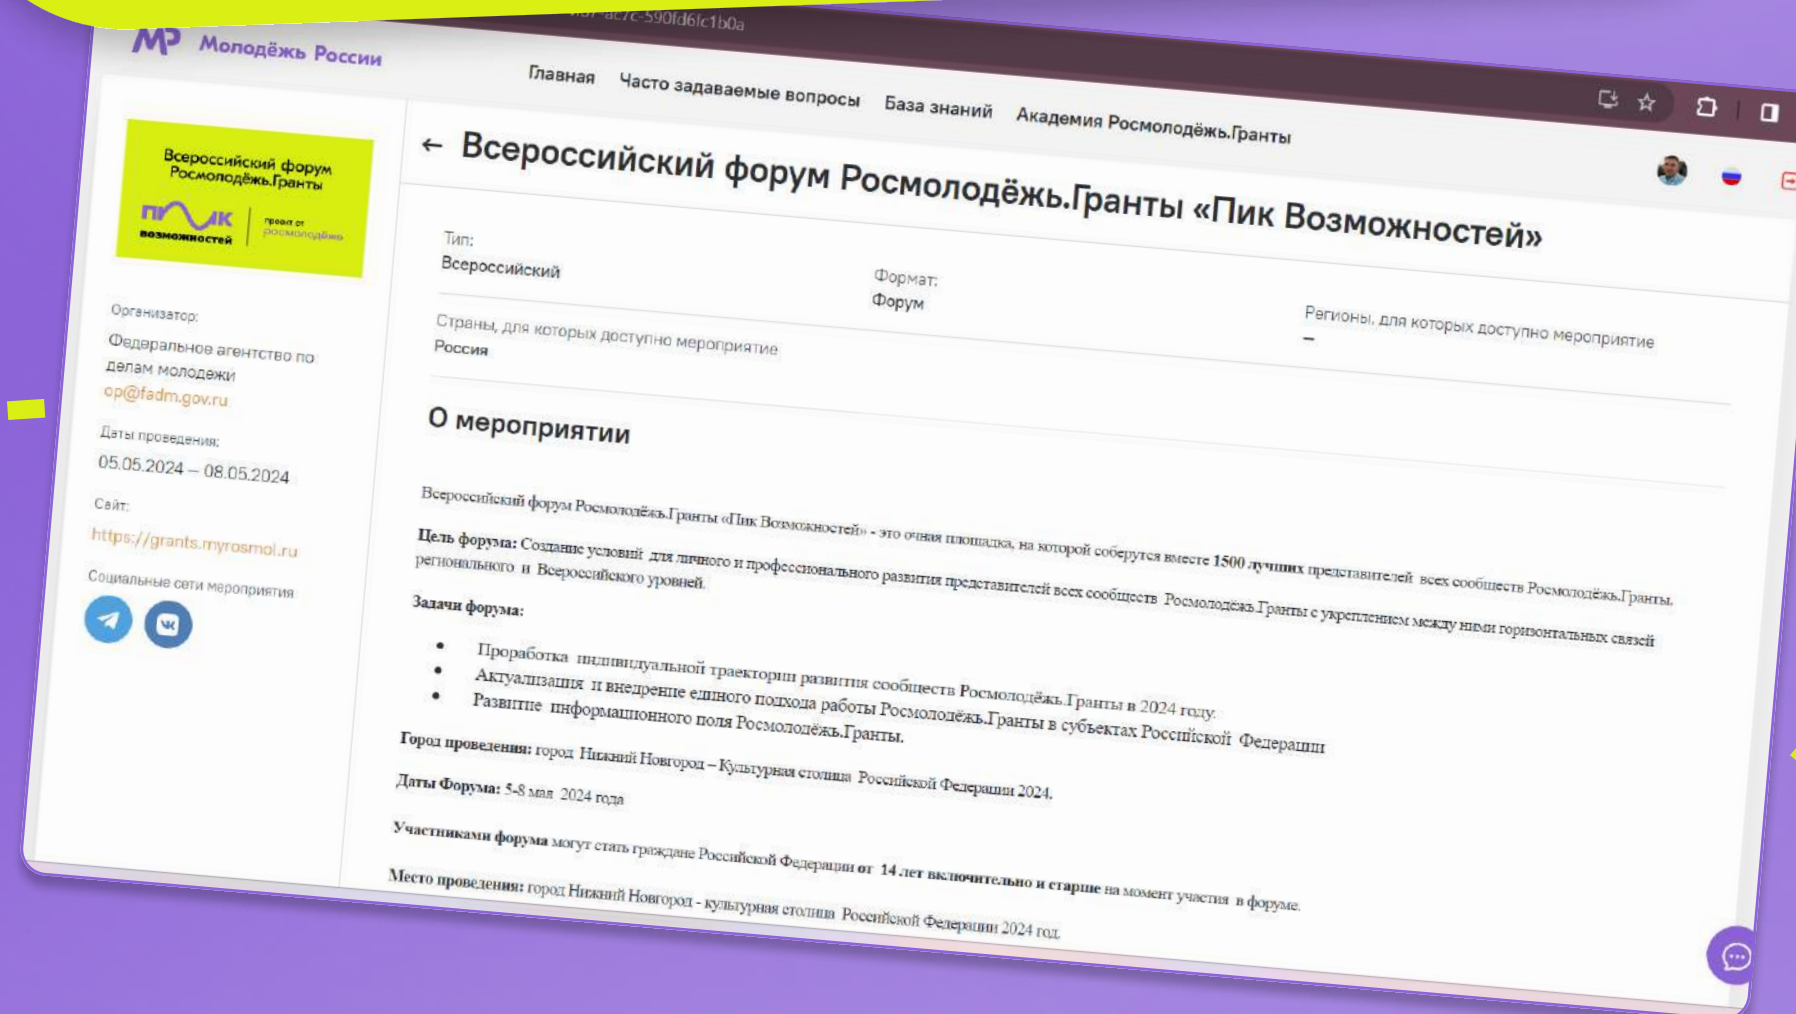 ac7c-590fd6fc1b0a
Молодёжь России
Главная Часто задаваемые вопросы База знаний Академия Росмолодёжь.Гранты
← Всероссийский форум Росмолодёжь.Гранты «Пик Возможностей»
Всероссийский форум
Росмолодёжь.Гранты
ПИК
возможностей
проект от
росмолодёжь
Организатор:
Федеральное агентство по
делам молодежи
op@fadm.gov.ru
Даты проведения:
05.05.2024 – 08.05.2024
Сайт:
https://grants.myrosmol.ru
Социальные сети мероприятия
Тип:
Всероссийский
Формат:
Форум
Регионы, для которых доступно мероприятие
–
Страны, для которых доступно мероприятие
Россия
О мероприятии
Всероссийский форум Росмолодёжь.Гранты «Пик Возможностей» - это очная площадка, на которой соберутся вместе 1500 лучших представителей всех сообществ Росмолодёжь.Гранты.
Цель форума: Создание условий для личного и профессионального развития представителей всех сообществ Росмолодёжь.Гранты с укреплением между ними горизонтальных связей
регионального и Всероссийского уровней.
Задачи форума:
• Проработка индивидуальной траектории развития сообществ Росмолодёжь.Гранты в 2024 году.
• Актуализация и внедрение единого подхода работы Росмолодёжь.Гранты в субъектах Российской Федерации
• Развитие информационного поля Росмолодёжь.Гранты.
Город проведения: город Нижний Новгород – Культурная столица Российской Федерации 2024.
Даты Форума: 5-8 мая 2024 года
Участниками форума могут стать граждане Российской Федерации от 14 лет включительно и старше на момент участия в форуме.
Место проведения: город Нижний Новгород - культурная столица Российской Федерации 2024 год.